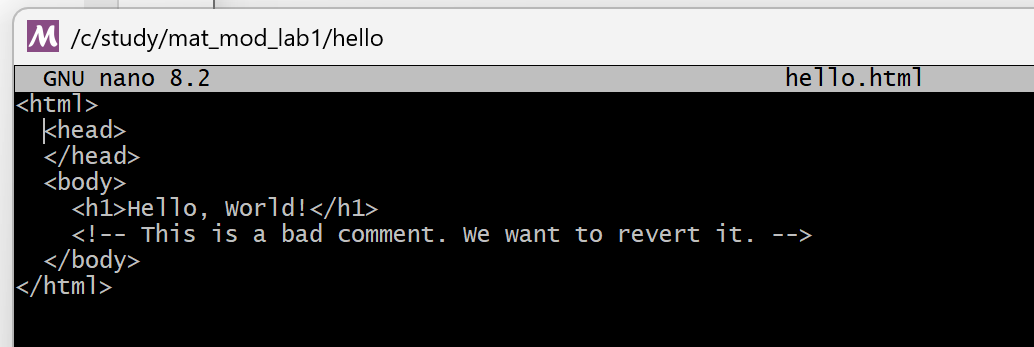 M /c/study/mat_mod_lab1/hello
GNU nano 8.2 hello.html
<html>
  <head>
  </head>
  <body>
    <h1>Hello, World!</h1>
    <!-- This is a bad comment. We want to revert it. -->
  </body>
</html>